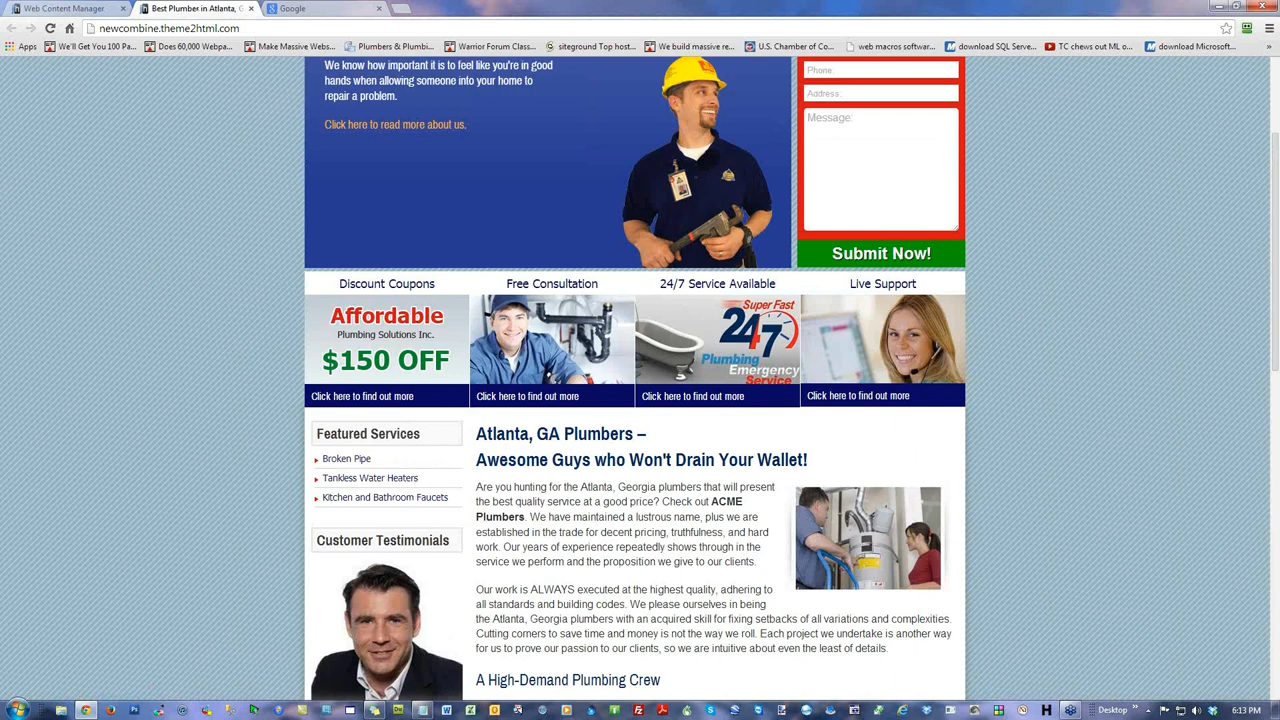 Web Content Manager
Best Plumber in Atlanta, G
Google
newcombine.theme2html.com
Apps
We'll Get You 100 Pa...
Does 60,000 Webpa...
Make Massive Webs...
Plumbers & Plumbi...
Warrior Forum Class...
siteground Top host...
We build massive re...
U.S. Chamber of Co...
web macros softwar...
download SQL Serve...
TC chews out ML o...
download Microsoft...
We know how important it is to feel like you're in good
hands when allowing someone into your home to
repair a problem.
Click here to read more about us.
Phone:
Address:
Message:
Submit Now!
Discount Coupons
Free Consultation
24/7 Service Available
Live Support
Affordable
Plumbing Solutions Inc.
$150 OFF
Super Fast
24/7
Plumbing
Emergency
Service
Click here to find out more
Click here to find out more
Click here to find out more
Click here to find out more
Featured Services
Broken Pipe
Tankless Water Heaters
Kitchen and Bathroom Faucets
Customer Testimonials
Atlanta, GA Plumbers –
Awesome Guys who Won't Drain Your Wallet!
Are you hunting for the Atlanta, Georgia plumbers that will present
the best quality service at a good price? Check out ACME
Plumbers. We have maintained a lustrous name, plus we are
established in the trade for decent pricing, truthfulness, and hard
work. Our years of experience repeatedly shows through in the
service we perform and the proposition we give to our clients.
Our work is ALWAYS executed at the highest quality, adhering to
all standards and building codes. We please ourselves in being
the Atlanta, Georgia plumbers with an acquired skill for fixing setbacks of all variations and complexities.
Cutting corners to save time and money is not the way we roll. Each project we undertake is another way
for us to prove our passion to our clients, so we are intuitive about even the least of details.
A High-Demand Plumbing Crew
Desktop
6:13 PM